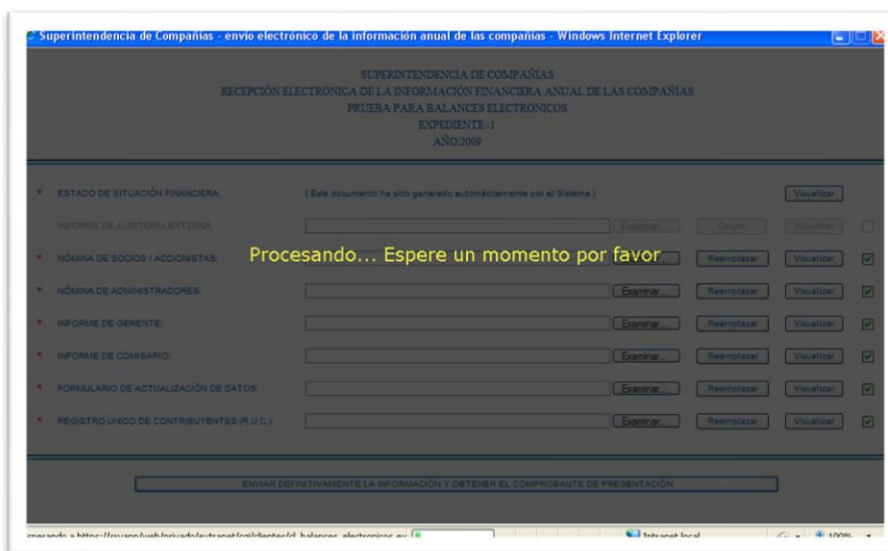 Superintendencia de Compañías - envío electrónico de la información anual de las compañías - Windows Internet Explorer
SUPERINTENDENCIA DE COMPAÑÍAS
RECEPCIÓN ELECTRÓNICA DE LA INFORMACIÓN FINANCIERA ANUAL DE LAS COMPAÑÍAS
PRUEBA PARA BALANCES ELECTRONICOS
EXPEDIENTE:-1
AÑO:2009
* ESTADO DE SITUACIÓN FINANCIERA: ( Este documento ha sido generado automáticamente por el Sistema ) Visualizar
INFORME DE AUDITORIA EXTERNA: Examinar... Cargar Visualizar
Procesando... Espere un momento por favor
* NÓMINA DE SOCIOS / ACCIONISTAS: Examinar... Reemplazar Visualizar
* NÓMINA DE ADMINISTRADORES: Examinar... Reemplazar Visualizar
* INFORME DE GERENTE: Examinar... Reemplazar Visualizar
* INFORME DE COMISARIO: Examinar... Reemplazar Visualizar
* FORMULARIO DE ACTUALIZACIÓN DE DATOS: Examinar... Reemplazar Visualizar
* REGISTRO ÚNICO DE CONTRIBUYENTES (R.U.C.): Examinar... Reemplazar Visualizar
ENVIAR DEFINITIVAMENTE LA INFORMACIÓN Y OBTENER EL COMPROBANTE DE PRESENTACIÓN
Intranet local 100%